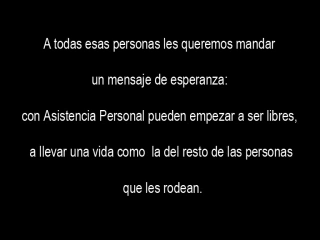 A todas esas personas les queremos mandar
un mensaje de esperanza:
con Asistencia Personal pueden empezar a ser libres,
a llevar una vida como la del resto de las personas
que les rodean.